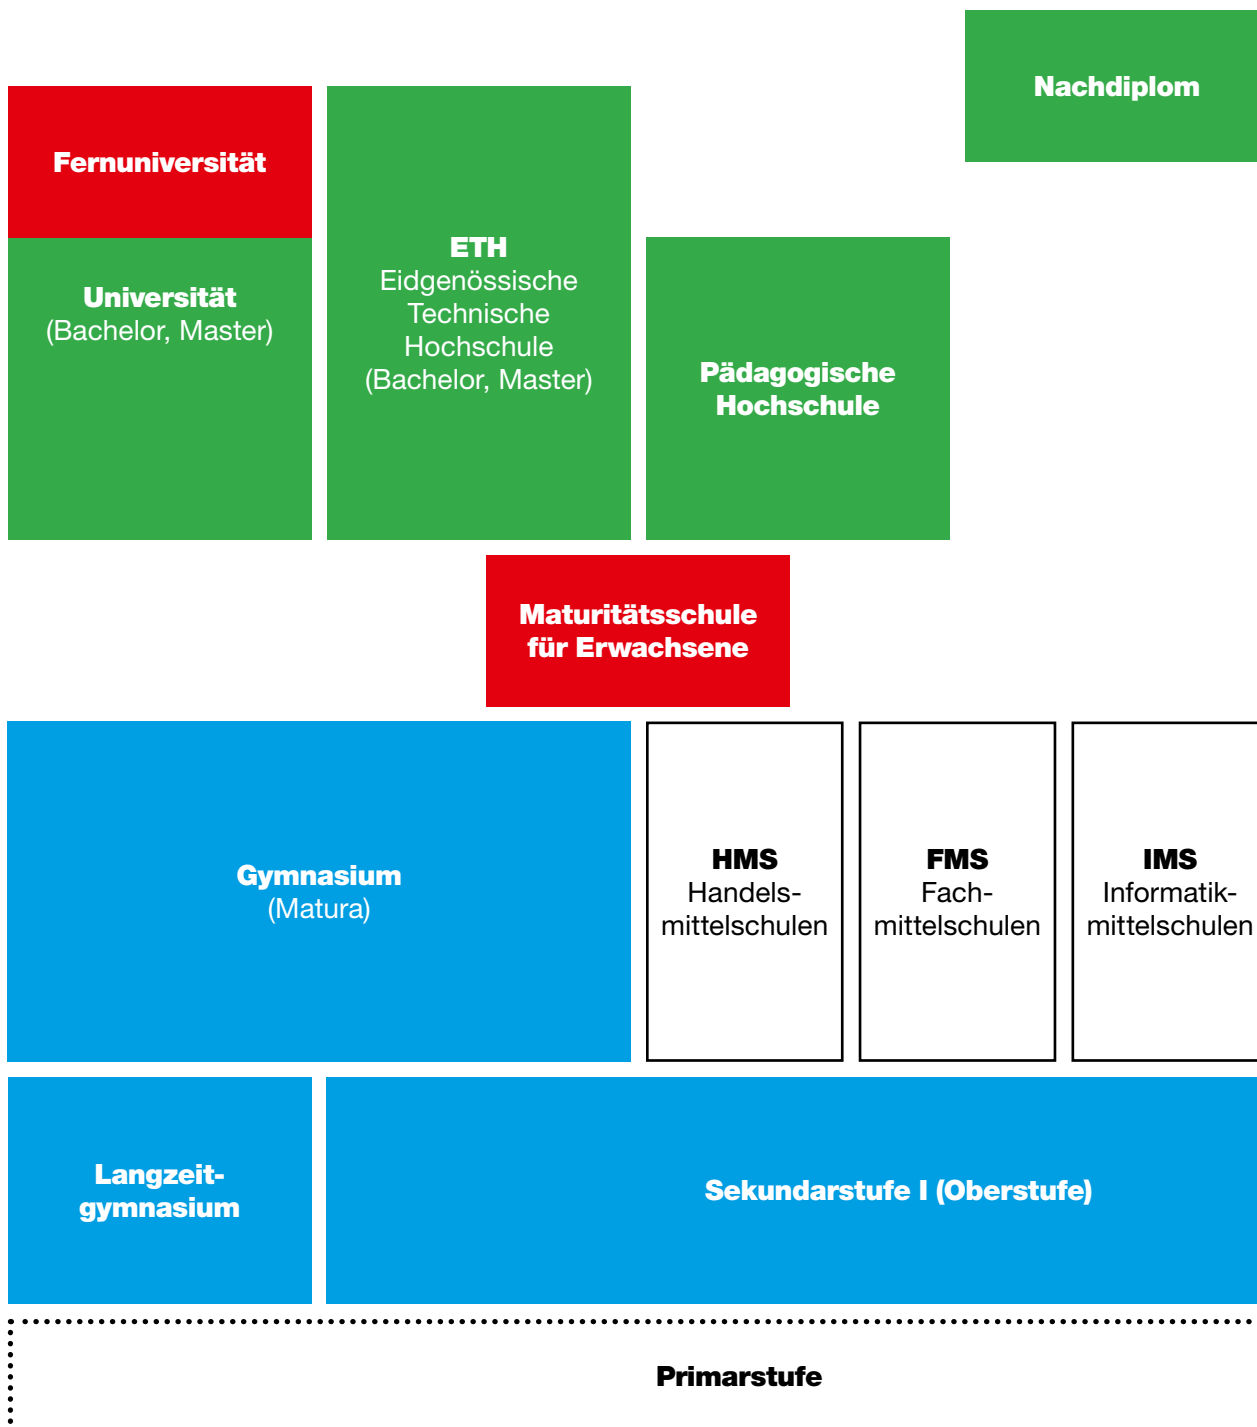 Nachdiplom
Fernuniversität
Universität
(Bachelor, Master)
ETH
Eidgenössische
Technische
Hochschule
(Bachelor, Master)
Pädagogische
Hochschule
Maturitätsschule
für Erwachsene
Gymnasium
(Matura)
HMS
Handels-
mittelschulen
FMS
Fach-
mittelschulen
IMS
Informatik-
mittelschulen
Langzeit-
gymnasium
Sekundarstufe I (Oberstufe)
Primarstufe